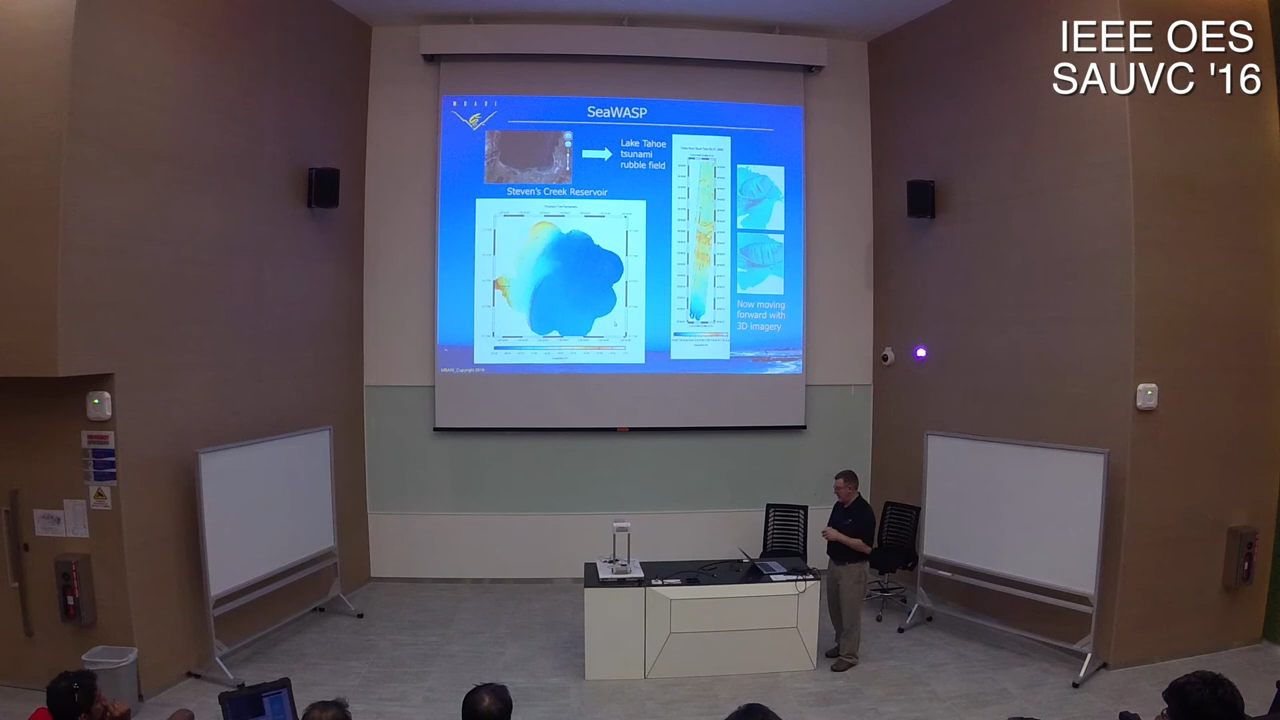 IEEE OES
SAUVC '16
MBARI
SeaWASP
Lake Tahoe
tsunami
rubble field
Steven's Creek Reservoir
Now moving
forward with
3D imagery